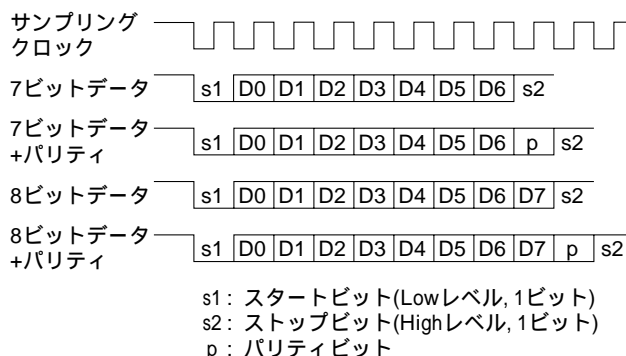 サンプリング
クロック
7ビットデータ s1 D0 D1 D2 D3 D4 D5 D6 s2
7ビットデータ
+パリティ s1 D0 D1 D2 D3 D4 D5 D6 p s2
8ビットデータ s1 D0 D1 D2 D3 D4 D5 D6 D7 s2
8ビットデータ
+パリティ s1 D0 D1 D2 D3 D4 D5 D6 D7 p s2
s1 : スタートビット(Lowレベル, 1ビット)
s2 : ストップビット(Highレベル, 1ビット)
p : パリティビット